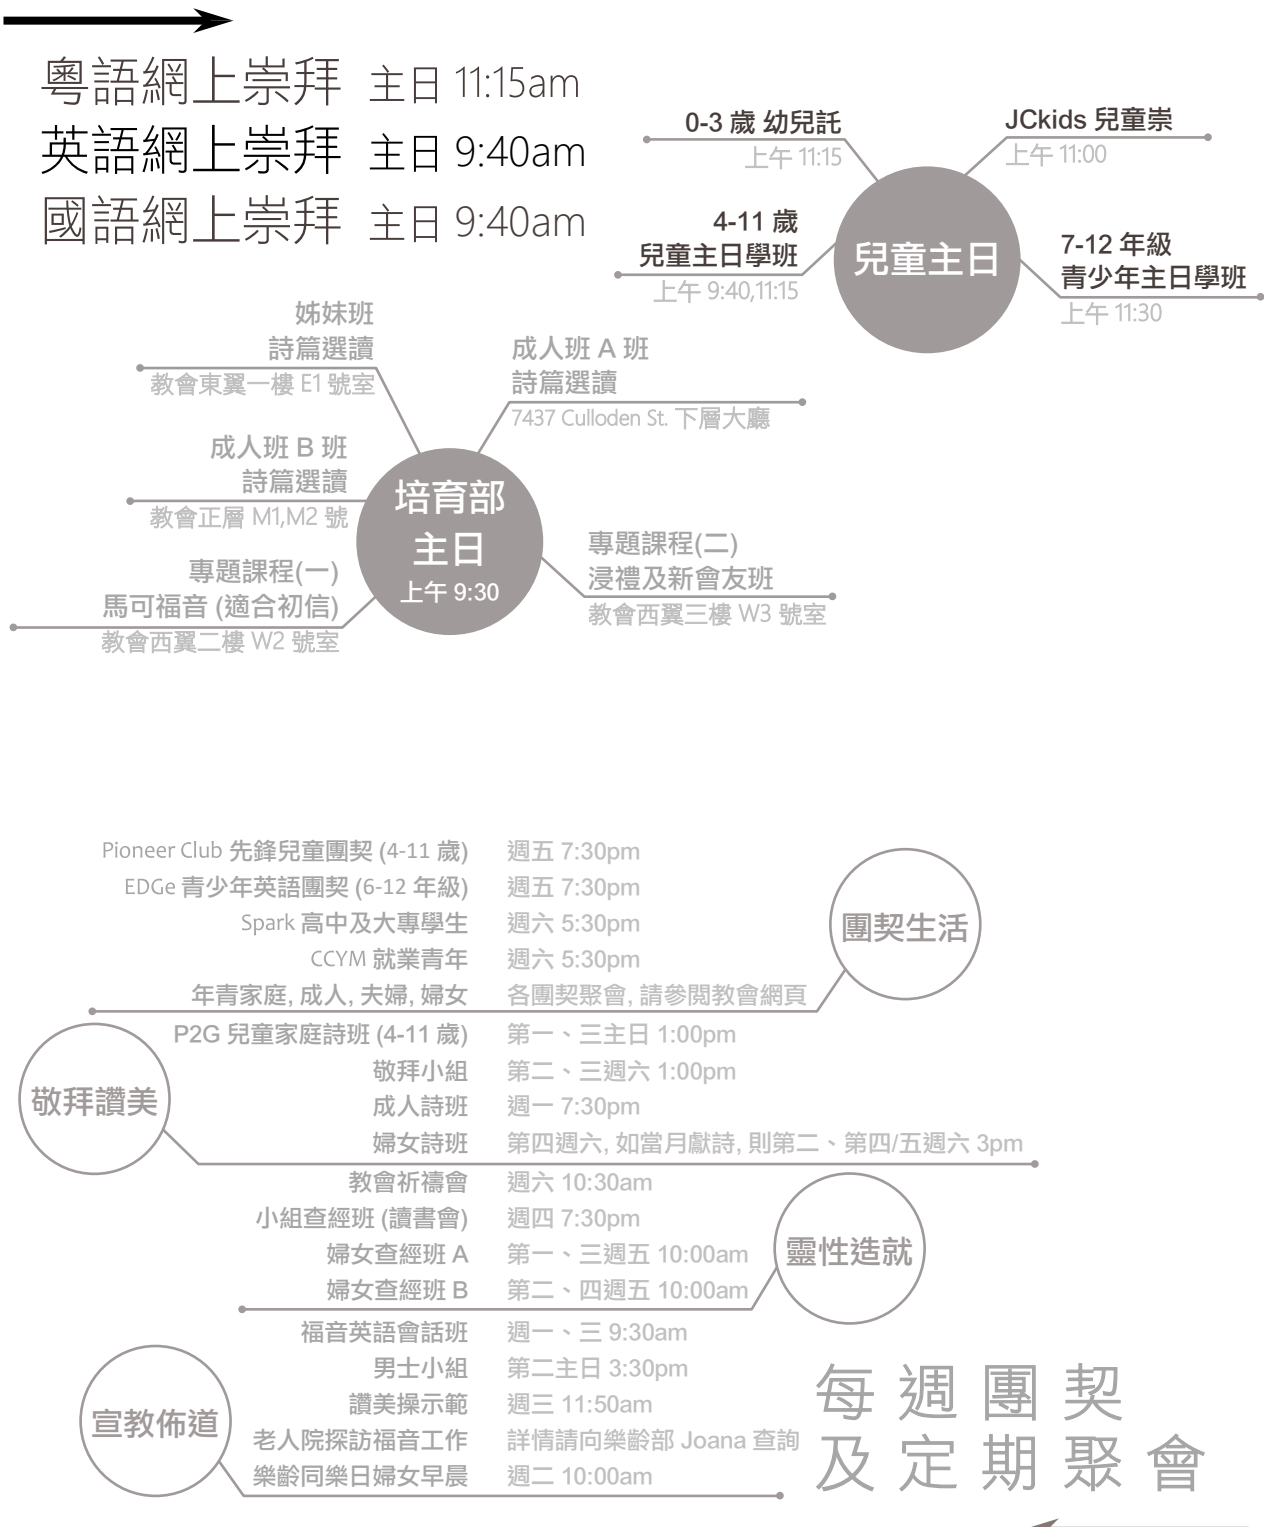 粵語網上崇拜 主日 11:15am
英語網上崇拜 主日 9:40am
國語網上崇拜 主日 9:40am
0-3 歲 幼兒託
上午 11:15
JCkids 兒童崇
上午 11:00
4-11 歲
兒童主日學班
上午 9:40,11:15
兒童主日
7-12 年級
青少年主日學班
上午 11:30
姊妹班
詩篇選讀
教會東翼一樓 E1 號室
成人班 A 班
詩篇選讀
7437 Culloden St. 下層大廳
成人班 B 班
詩篇選讀
教會正層 M1,M2 號
培育部
主日
上午 9:30
專題課程(一)
馬可福音 (適合初信)
教會西翼二樓 W2 號室
專題課程(二)
浸禮及新會友班
教會西翼三樓 W3 號室
Pioneer Club 先鋒兒童團契 (4-11 歲) 週五 7:30pm
EDGe 青少年英語團契 (6-12 年級) 週五 7:30pm
Spark 高中及大專學生 週六 5:30pm
CCYM 就業青年 週六 5:30pm
年青家庭, 成人, 夫婦, 婦女 各團契聚會, 請參閱教會網頁
團契生活
P2G 兒童家庭詩班 (4-11 歲) 第一、三主日 1:00pm
敬拜小組 第二、三週六 1:00pm
成人詩班 週一 7:30pm
婦女詩班 第四週六, 如當月獻詩, 則第二、第四/五週六 3pm
敬拜讚美
教會祈禱會 週六 10:30am
小組查經班 (讀書會) 週四 7:30pm
婦女查經班 A 第一、三週五 10:00am
婦女查經班 B 第二、四週五 10:00am
靈性造就
福音英語會話班 週一、三 9:30am
男士小組 第二主日 3:30pm
讚美操示範 週三 11:50am
老人院探訪福音工作 詳情請向樂齡部 Joana 查詢
樂齡同樂日婦女早晨 週二 10:00am
宣教佈道
每週團契
及定期聚會